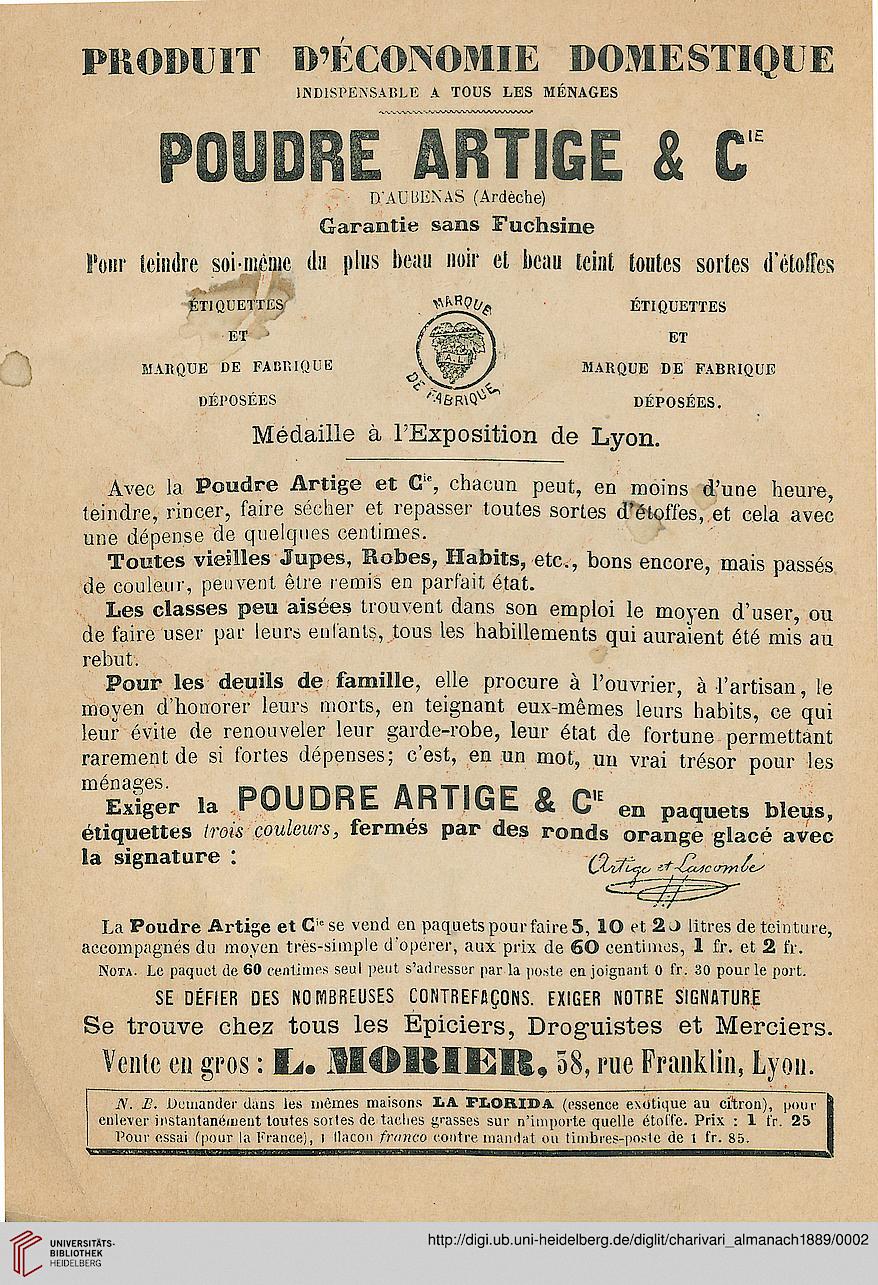 PRODUIT D'ÉCONOMIE DOMESTIQUE
INDISPENSABLE A TOUS LES MÉNAGES
POUDRE ARTIGE & CIE
D'AUBENAS (Ardèche)
Garantie sans Fuchsine
Pour teindre soi-même du plus beau noir et beau teint toutes sortes d'étoffes
ÉTIQUETTES
ET
MARQUE DE FABRIQUE
DÉPOSÉES
MARQUE
A.L
DE FABRIQUE
ÉTIQUETTES
ET
MARQUE DE FABRIQUE
DÉPOSÉES.
Médaille à l'Exposition de Lyon.
Avec la Poudre Artige et Cie, chacun peut, en moins d'une heure,
teindre, rincer, faire sécher et repasser toutes sortes d'étoffes, et cela avec
une dépense de quelques centimes.
Toutes vieilles Jupes, Robes, Habits, etc., bons encore, mais passés
de couleur, peuvent être remis en parfait état.
Les classes peu aisées trouvent dans son emploi le moyen d'user, ou
de faire user par leurs enfants, tous les habillements qui auraient été mis au
rebut.
Pour les deuils de famille, elle procure à l'ouvrier, à l'artisan, le
moyen d'honorer leurs morts, en teignant eux-mêmes leurs habits, ce qui
leur évite de renouveler leur garde-robe, leur état de fortune permettant
rarement de si fortes dépenses; c'est, en un mot, un vrai trésor pour les
ménages.
Exiger la POUDRE ARTIGE & CIE en paquets bleus,
étiquettes trois couleurs, fermés par des ronds orange glacé avec
la signature :
Artige et Lascombe
La Poudre Artige et Cie se vend en paquets pour faire 5, 10 et 20 litres de teinture,
accompagnés du moyen très-simple d'opérer, aux prix de 60 centimes, 1 fr. et 2 fr.
NOTA. Le paquet de 60 centimes seul peut s'adresser par la poste en joignant 0 fr. 30 pour le port.
SE DÉFIER DES NOMBREUSES CONTREFAÇONS. EXIGER NOTRE SIGNATURE
Se trouve chez tous les Épiciers, Droguistes et Merciers.
Vente en gros : L. MORIER, 58, rue Franklin, Lyon.
N. B. Demander dans les mêmes maisons LA FLORIDA (essence exotique au citron), pour
enlever instantanément toutes sortes de taches grasses sur n'importe quelle étoffe. Prix : 1 fr. 25
Pour essai (pour la France), 1 flacon franco contre mandat ou timbres-poste de 1 fr. 85.
UNIVERSITÄTS-
BIBLIOTHEK
HEIDELBERG
http://digi.ub.uni-heidelberg.de/diglit/charivari_almanach1889/0002